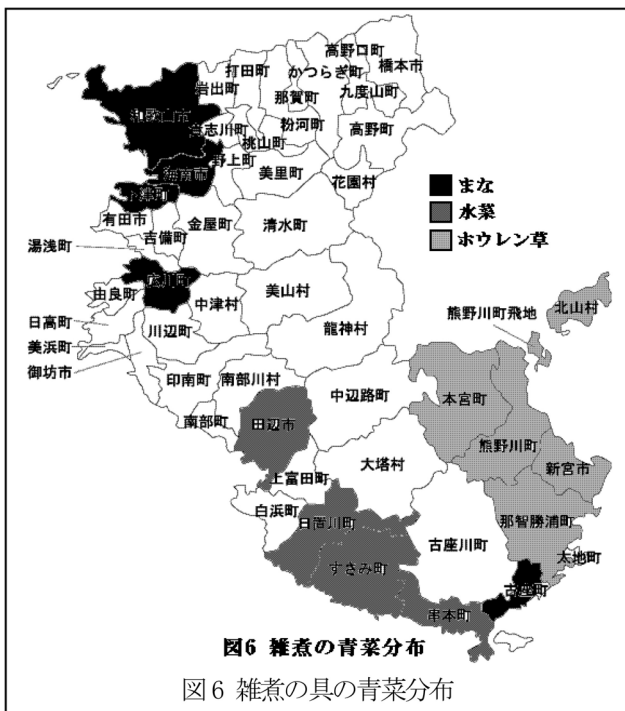 高野口町
打田町
かつらぎ町
橋本市
岩出町
那賀町
九度山町
和歌山市
粉河町
貴志川町
高野町
桃山町
野上町
海南市
美里町
花園村
まな
下津町
水菜
有田市
金屋町
清水町
ホウレン草
吉備町
湯浅町
広川町
美山村
北山村
由良町
中津村
熊野川町飛地
日高町
川辺町
龍神村
美浜町
御坊市
印南町
南部川村
中辺路町
本宮町
南部町
田辺市
熊野川町
大塔村
新宮市
上富田町
白浜町
日置川町
那智勝浦町
古座川町
太地町
すさみ町
古座町
串本町
図6 雑煮の青菜分布
図6 雑煮の具の青菜分布